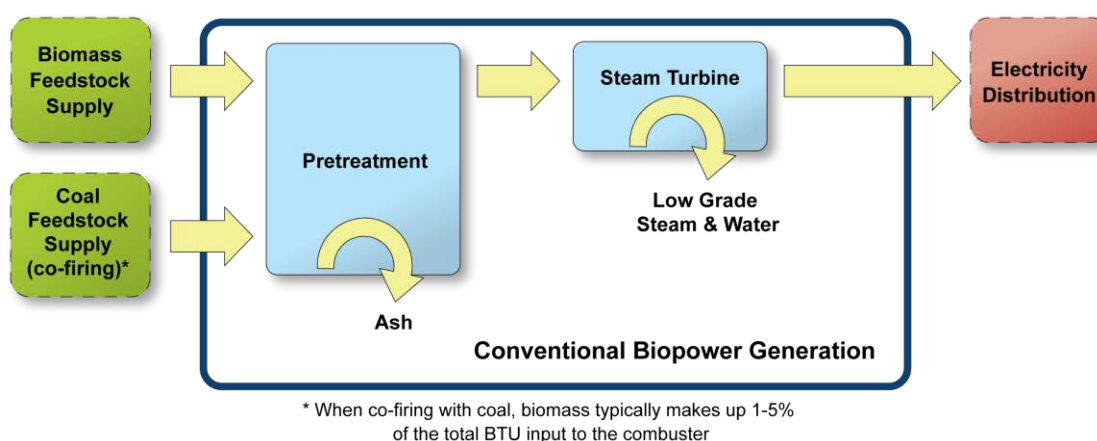 Biomass
Feedstock
Supply
Coal
Feedstock
Supply
(co-firing)*
Pretreatment
Ash
Steam Turbine
Low Grade
Steam & Water
Electricity
Distribution
Conventional Biopower Generation
* When co-firing with coal, biomass typically makes up 1-5%
of the total BTU input to the combuster